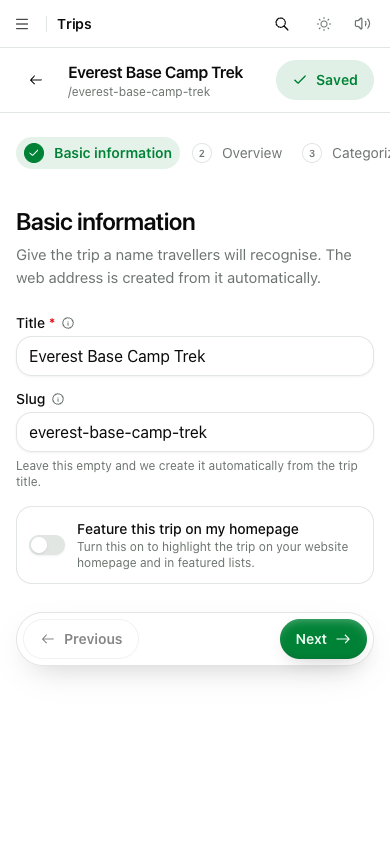 Trips
Everest Base Camp Trek
/everest-base-camp-trek
Saved
Basic information
2 Overview
3 Categoriz
Basic information
Give the trip a name travellers will recognise. The
web address is created from it automatically.
Title *
Everest Base Camp Trek
Slug
everest-base-camp-trek
Leave this empty and we create it automatically from the trip
title.
Feature this trip on my homepage
Turn this on to highlight the trip on your website
homepage and in featured lists.
Previous
Next